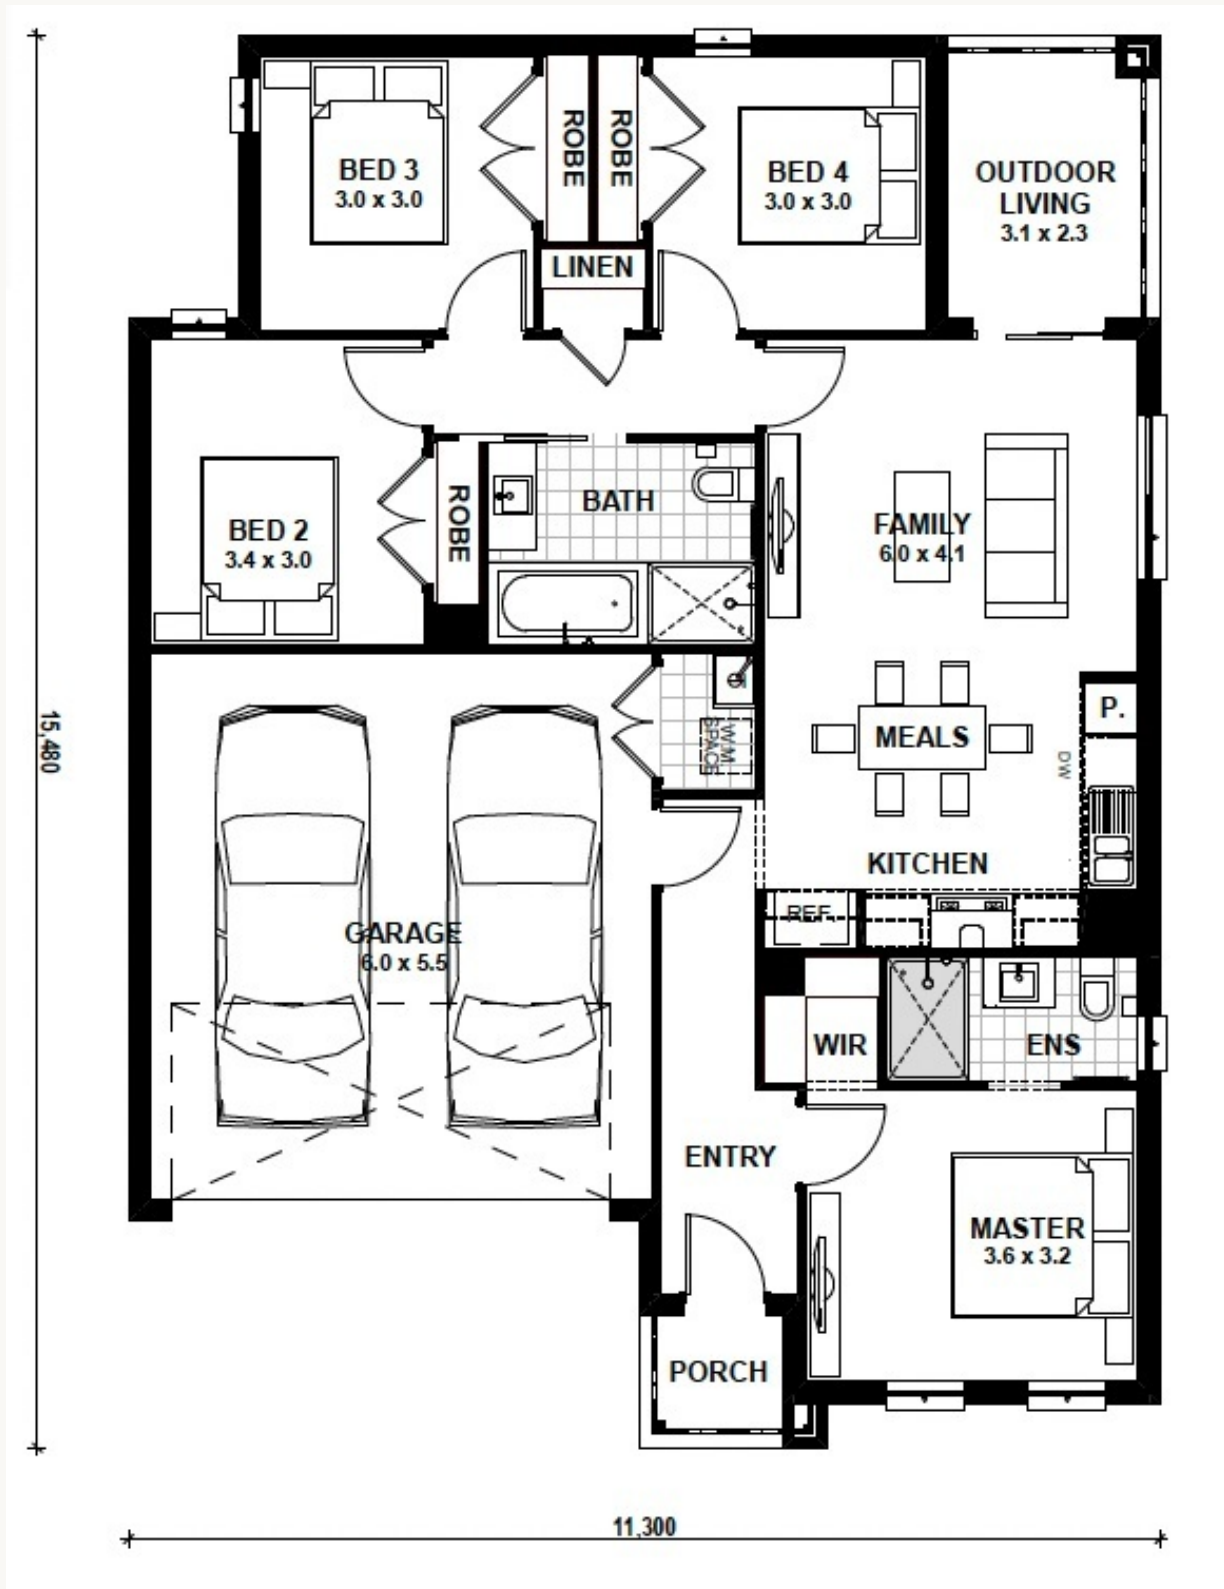 BED 3
3.0 x 3.0
ROBE
ROBE
BED 4
3.0 x 3.0
OUTDOOR
LIVING
3.1 x 2.3
LINEN
BED 2
3.4 x 3.0
ROBE
BATH
FAMILY
6.0 x 4.1
15,480
W.M
SPACE
MEALS
P.
DW
KITCHEN
REF.
GARAGE
6.0 x 5.5
WIR
ENS
ENTRY
MASTER
3.6 x 3.2
PORCH
11,300